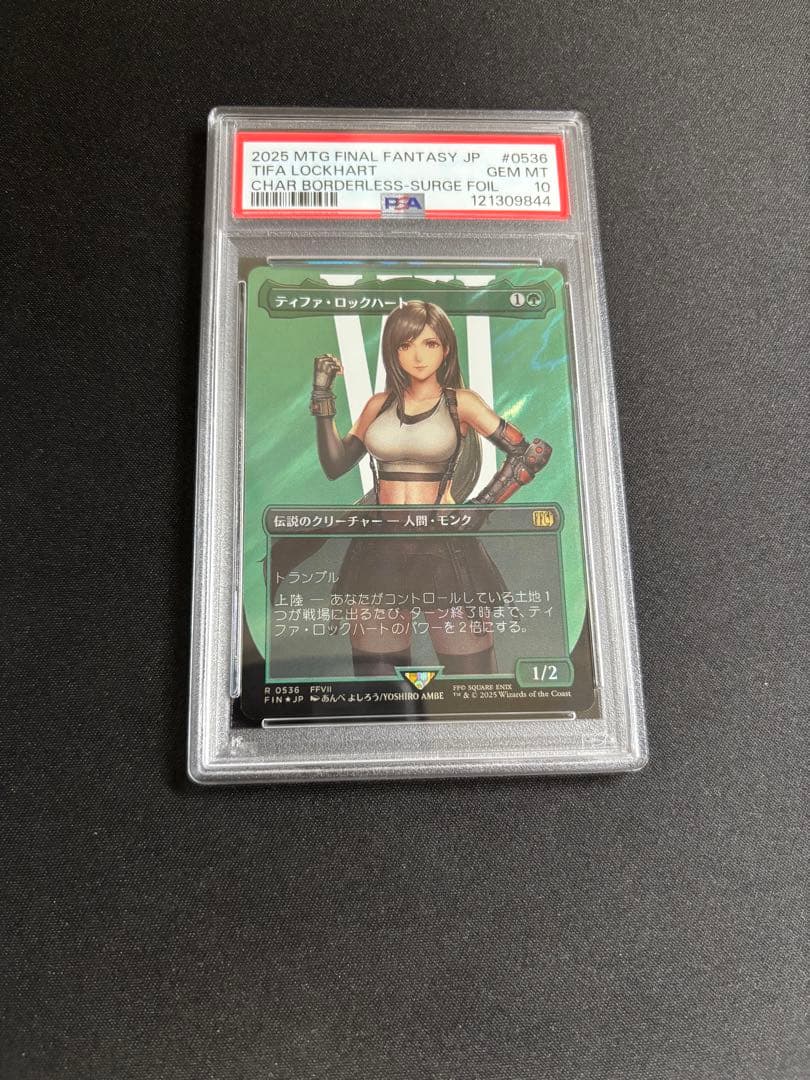 2025 MTG FINAL FANTASY JP #0536
TIFA LOCKHART GEM MT
CHAR BORDERLESS-SURGE FOIL 10
PSA 121309844
VII
ティファ・ロックハート 1
伝説のクリーチャー — 人間・モンク
トランプル
上陸 — あなたがコントロールしている土地1
つが戦場に出るたび、ターン終了時まで、ティ
ファ・ロックハートのパワーを2倍にする。
1/2
R 0536 FFVII
FIN★JP あんべ よしろう/YOSHIRO AMBE
FP© SQUARE ENIX
™ & © 2025 Wizards of the Coast